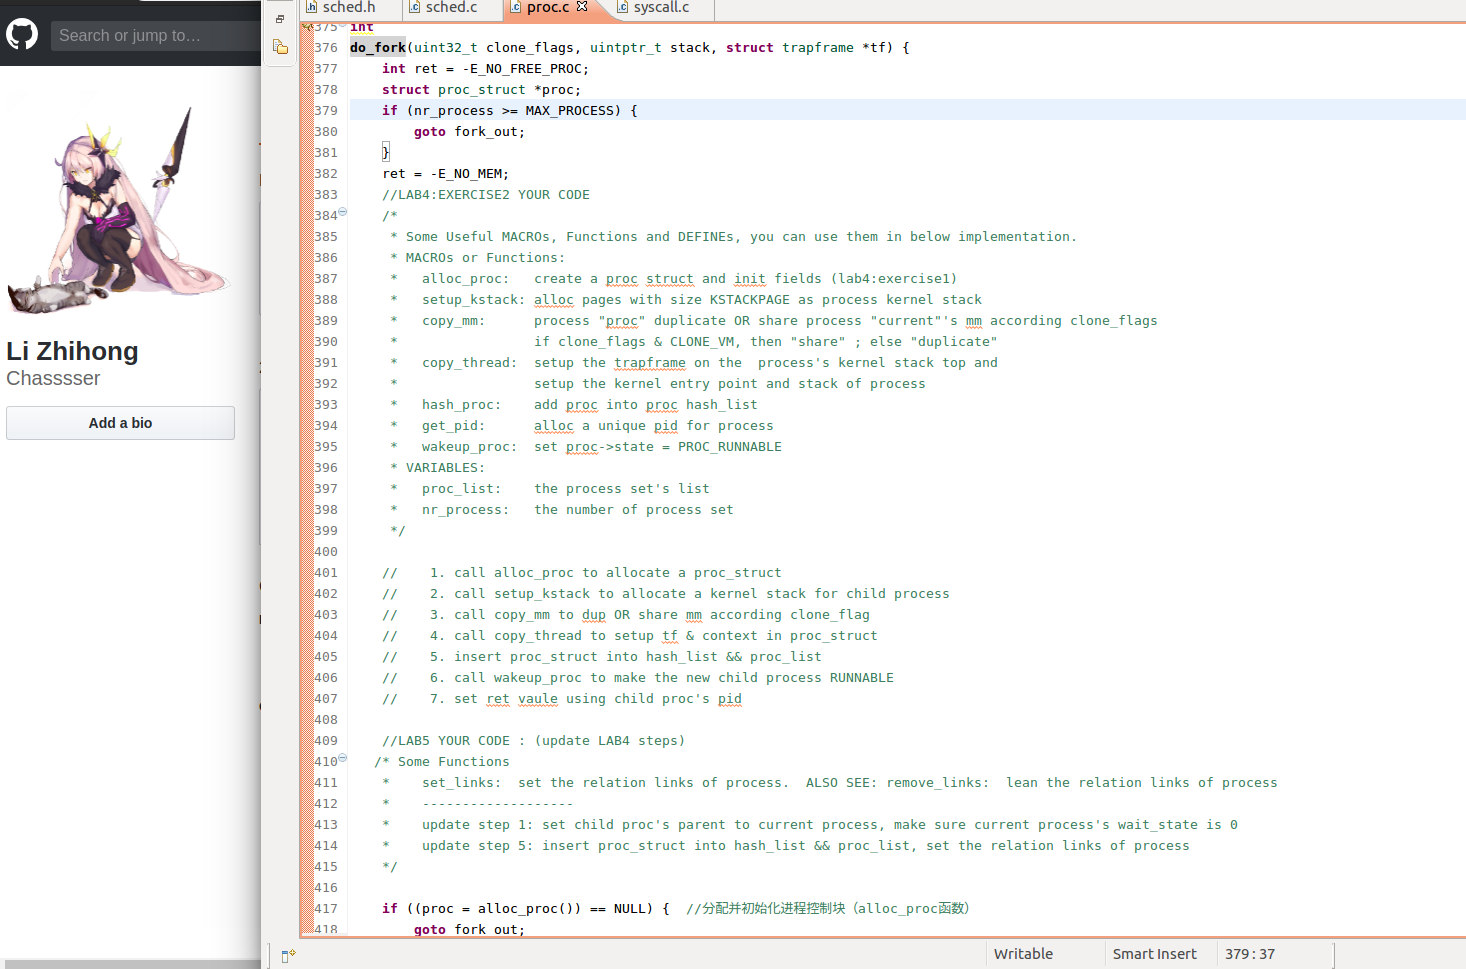 Search or jump to…
Li Zhihong
Chasssser
Add a bio
sched.h
sched.c
proc.c
syscall.c
375 int
376 do_fork(uint32_t clone_flags, uintptr_t stack, struct trapframe *tf) {
377     int ret = -E_NO_FREE_PROC;
378     struct proc_struct *proc;
379     if (nr_process >= MAX_PROCESS) {
380         goto fork_out;
381     }
382     ret = -E_NO_MEM;
383     //LAB4:EXERCISE2 YOUR CODE
384     /*
385      * Some Useful MACROs, Functions and DEFINEs, you can use them in below implementation.
386      * MACROs or Functions:
387      *   alloc_proc:   create a proc struct and init fields (lab4:exercise1)
388      *   setup_kstack: alloc pages with size KSTACKPAGE as process kernel stack
389      *   copy_mm:      process "proc" duplicate OR share process "current"'s mm according clone_flags
390      *                 if clone_flags & CLONE_VM, then "share" ; else "duplicate"
391      *   copy_thread:  setup the trapframe on the  process's kernel stack top and
392      *                 setup the kernel entry point and stack of process
393      *   hash_proc:    add proc into proc hash_list
394      *   get_pid:      alloc a unique pid for process
395      *   wakeup_proc:  set proc->state = PROC_RUNNABLE
396      * VARIABLES:
397      *   proc_list:    the process set's list
398      *   nr_process:   the number of process set
399      */
400
401     //    1. call alloc_proc to allocate a proc_struct
402     //    2. call setup_kstack to allocate a kernel stack for child process
403     //    3. call copy_mm to dup OR share mm according clone_flag
404     //    4. call copy_thread to setup tf & context in proc_struct
405     //    5. insert proc_struct into hash_list && proc_list
406     //    6. call wakeup_proc to make the new child process RUNNABLE
407     //    7. set ret vaule using child proc's pid
408
409     //LAB5 YOUR CODE : (update LAB4 steps)
410    /* Some Functions
411     *    set_links:  set the relation links of process.  ALSO SEE: remove_links:  lean the relation links of process
412     *    -------------------
413     *    update step 1: set child proc's parent to current process, make sure current process's wait_state is 0
414     *    update step 5: insert proc_struct into hash_list && proc_list, set the relation links of process
415     */
416
417     if ((proc = alloc_proc()) == NULL) {  //分配并初始化进程控制块（alloc_proc函数）
418         goto fork_out;
Writable
Smart Insert
379 : 37